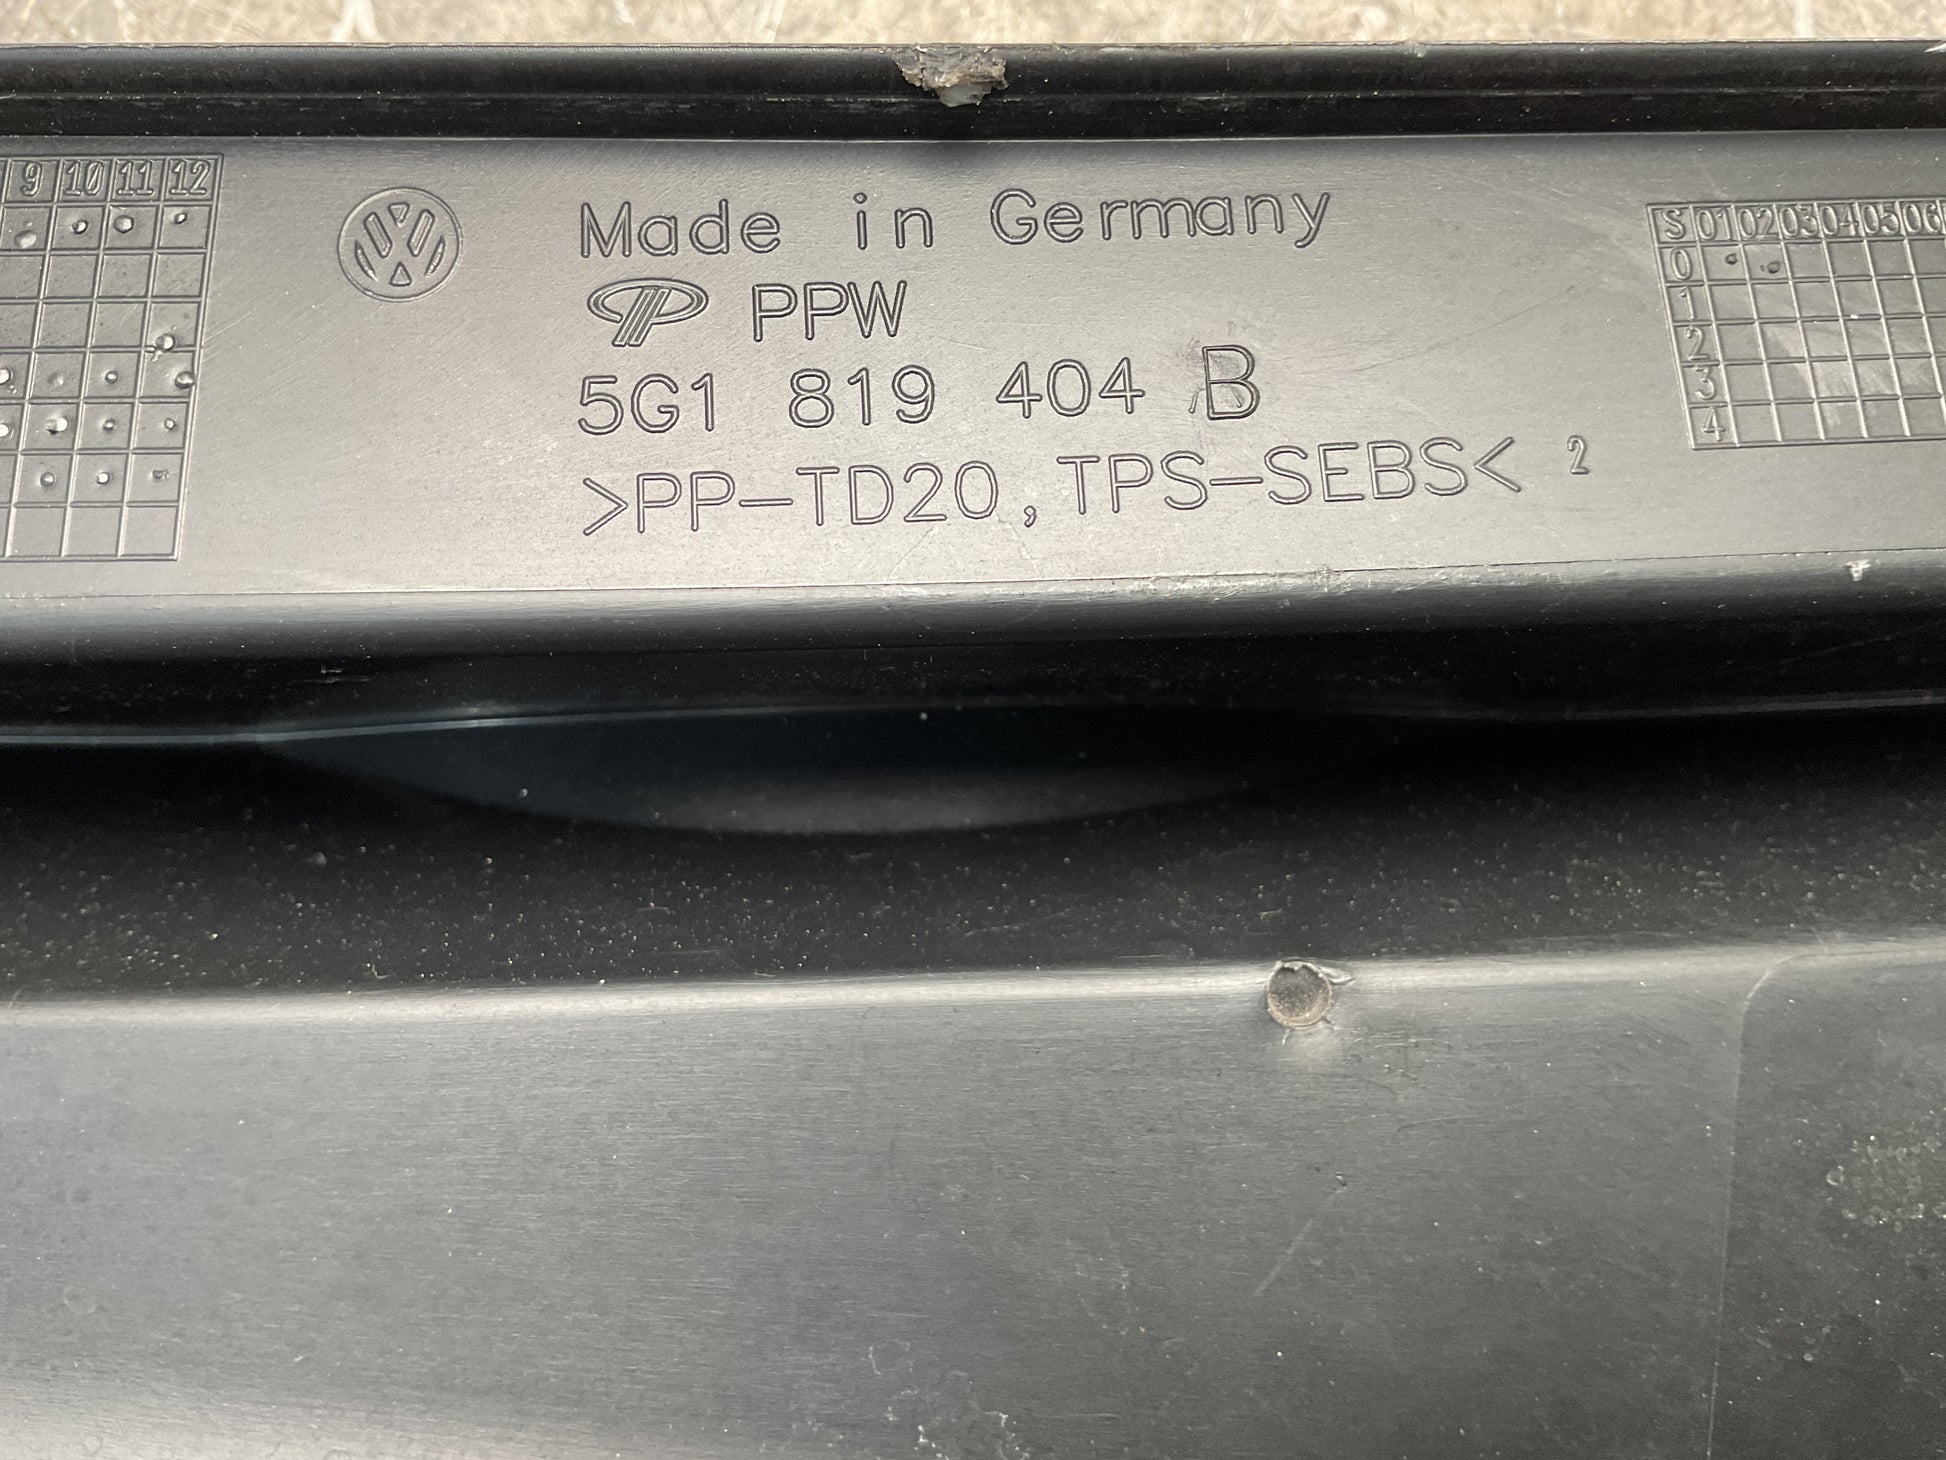 9 10 11 12
Made in Germany
PPW
5G1 819 404 B
>PP-TD20, TPS-SEBS< 2
S 01 02 03 04 05 06
0
1
2
3
4